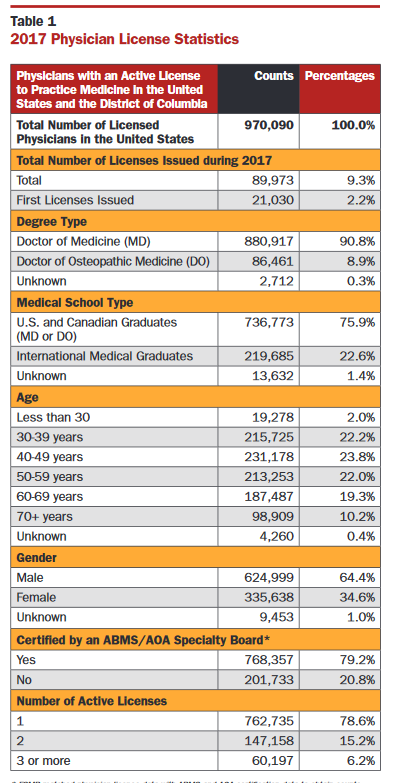 Table 1
2017 Physician License Statistics
Physicians with an Active License Counts Percentages
to Practice Medicine in the United
States and the District of Columbia
Total Number of Licensed 970,090 100.0%
Physicians in the United States
Total Number of Licenses Issued during 2017
Total 89,973 9.3%
First Licenses Issued 21,030 2.2%
Degree Type
Doctor of Medicine (MD) 880,917 90.8%
Doctor of Osteopathic Medicine (DO) 86,461 8.9%
Unknown 2,712 0.3%
Medical School Type
U.S. and Canadian Graduates 736,773 75.9%
(MD or DO)
International Medical Graduates 219,685 22.6%
Unknown 13,632 1.4%
Age
Less than 30 19,278 2.0%
30-39 years 215,725 22.2%
40-49 years 231,178 23.8%
50-59 years 213,253 22.0%
60-69 years 187,487 19.3%
70+ years 98,909 10.2%
Unknown 4,260 0.4%
Gender
Male 624,999 64.4%
Female 335,638 34.6%
Unknown 9,453 1.0%
Certified by an ABMS/AOA Specialty Board*
Yes 768,357 79.2%
No 201,733 20.8%
Number of Active Licenses
1 762,735 78.6%
2 147,158 15.2%
3 or more 60,197 6.2%